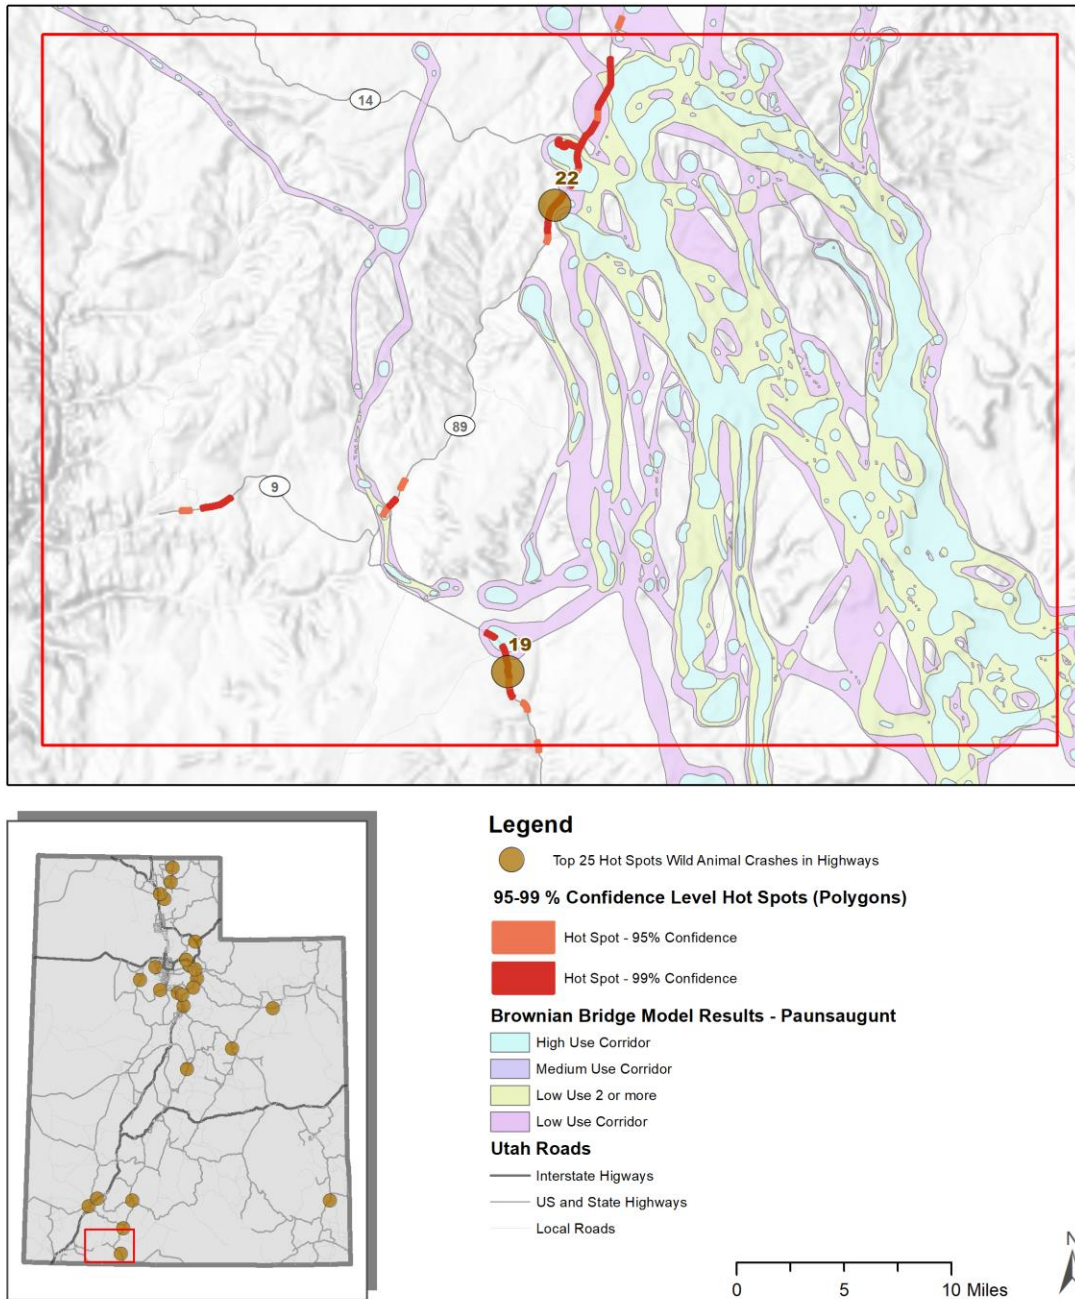 14
22
89
9
19
Legend
Top 25 Hot Spots Wild Animal Crashes in Highways
95-99 % Confidence Level Hot Spots (Polygons)
Hot Spot - 95% Confidence
Hot Spot - 99% Confidence
Brownian Bridge Model Results - Paunsaugunt
High Use Corridor
Medium Use Corridor
Low Use 2 or more
Low Use Corridor
Utah Roads
Interstate Higways
US and State Highways
Local Roads
N
0 5 10 Miles